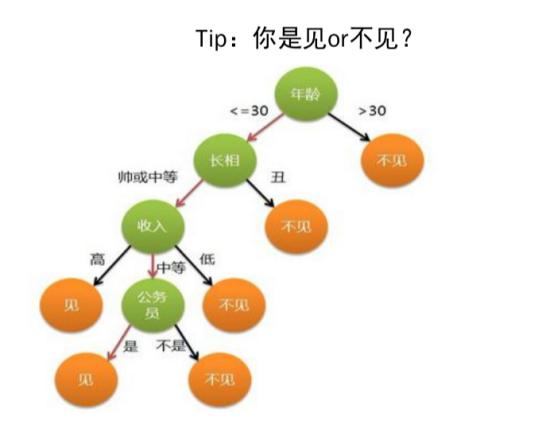 Tip：你是见or不见？
年龄
<=30
>30
长相
不见
帅或中等
丑
收入
不见
高
中等
低
见
公务
员
不见
是
不是
见
不见